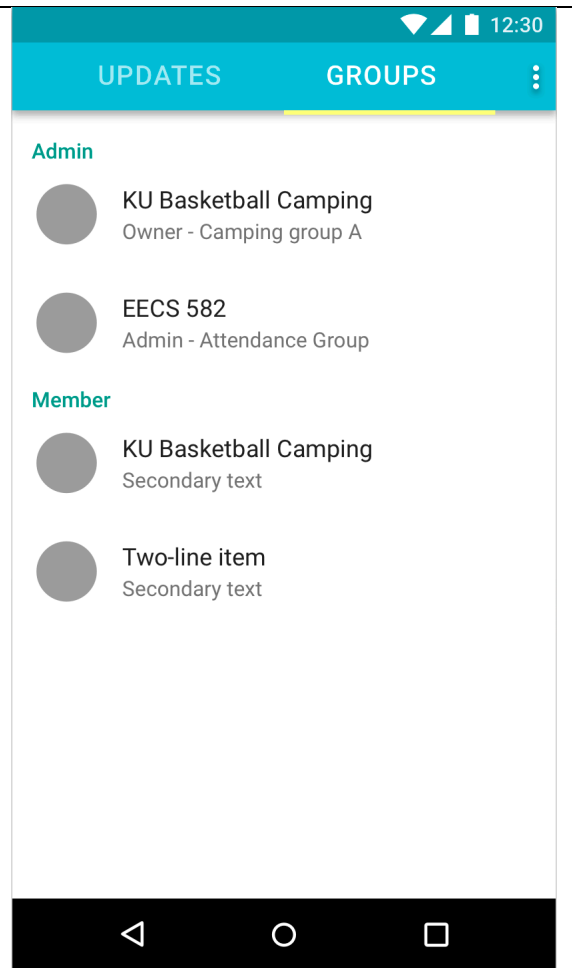 12:30
UPDATES GROUPS
Admin
KU Basketball Camping
Owner - Camping group A
EECS 582
Admin - Attendance Group
Member
KU Basketball Camping
Secondary text
Two-line item
Secondary text